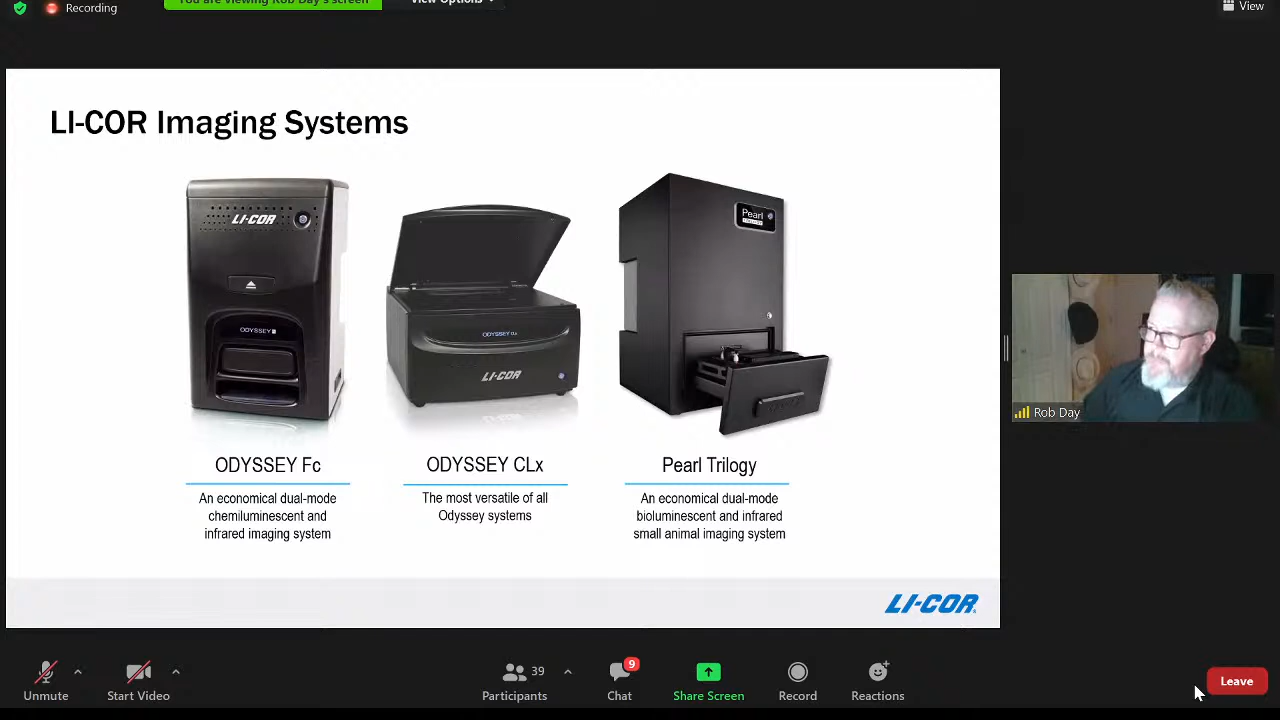 Recording
You are viewing Rob Day's screen
View Options
View
LI-COR Imaging Systems
LI-COR
ODYSSEY Fc
ODYSSEY CLx
LI-COR
Pearl
ODYSSEY Fc
An economical dual-mode
chemiluminescent and
infrared imaging system
ODYSSEY CLx
The most versatile of all
Odyssey systems
Pearl Trilogy
An economical dual-mode
bioluminescent and infrared
small animal imaging system
LI-COR
Rob Day
Unmute
Start Video
39
Participants
9
Chat
Share Screen
Record
Reactions
Leave